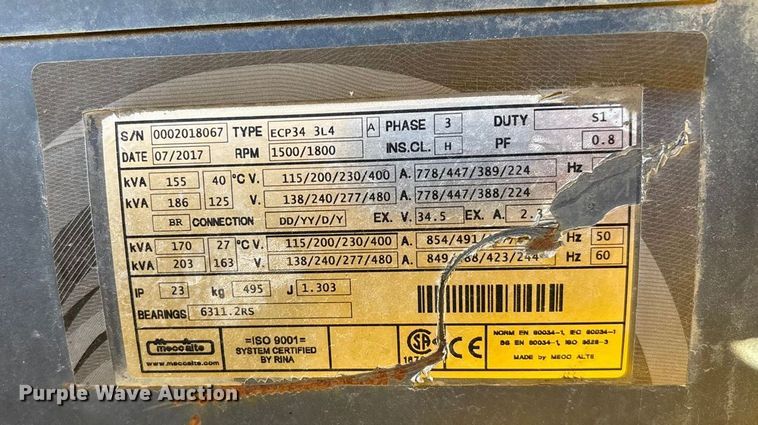 S/N 0002018067 TYPE ECP34 3L4 A PHASE 3 DUTY S1
DATE 07/2017 RPM 1500/1800 INS.CL. H PF 0.8
kVA 155 40 °C V. 115/200/230/400 A. 778/447/389/224 Hz
kVA 186 125 V. 138/240/277/480 A. 778/447/388/224
BR CONNECTION DD/YY/D/Y EX. V. 34.5 EX. A.
kVA 170 27 °C V. 115/200/230/400 A. Hz 50
kVA 203 163 V. 138/240/277/480 A. Hz 60
IP 23 kg 495 J 1.303
BEARINGS 6311.2RS
meccalte
www.meccalte.com
=ISO 9001=
SYSTEM CERTIFIED
BY RINA
SA
CE
NORM EN 60034-1, IEC 60034-1
BS EN 60034-1, ISO 8528-3
MADE by MECC ALTE
Purple Wave Auction